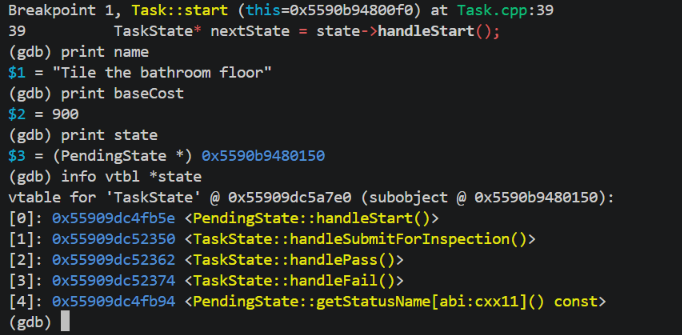 Breakpoint 1, Task::start (this=0x5590b94800f0) at Task.cpp:39
39          TaskState* nextState = state->handleStart();
(gdb) print name
$1 = "Tile the bathroom floor"
(gdb) print baseCost
$2 = 900
(gdb) print state
$3 = (PendingState *) 0x5590b9480150
(gdb) info vtbl *state
vtable for 'TaskState' @ 0x55909dc5a7e0 (subobject @ 0x5590b9480150):
[0]: 0x55909dc4fb5e <PendingState::handleStart()>
[1]: 0x55909dc52350 <TaskState::handleSubmitForInspection()>
[2]: 0x55909dc52362 <TaskState::handlePass()>
[3]: 0x55909dc52374 <TaskState::handleFail()>
[4]: 0x55909dc4fb94 <PendingState::getStatusName[abi:cxx11]() const>
(gdb)